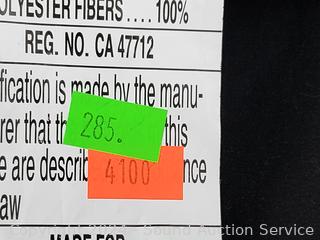 OLYESTER FIBERS....100%
REG. NO. CA 47712
fication is made by the manu-
rer that th
285.
this
e are describ
4100
nce
aw
MADE FOR
Sound Auction Service